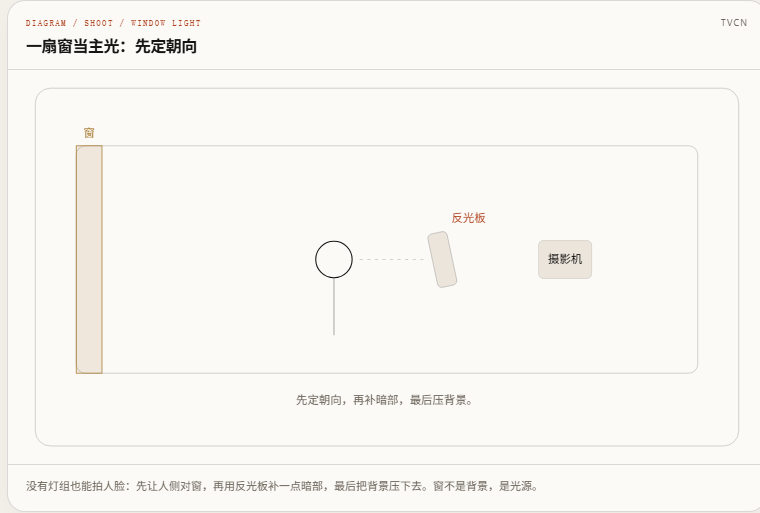 DIAGRAM / SHOOT / WINDOW LIGHT
TVCN
一扇窗当主光：先定朝向
窗
反光板
摄影机
先定朝向，再补暗部，最后压背景。
没有灯组也能拍人脸：先让人侧对窗，再用反光板补一点暗部，最后把背景压下去。窗不是背景，是光源。